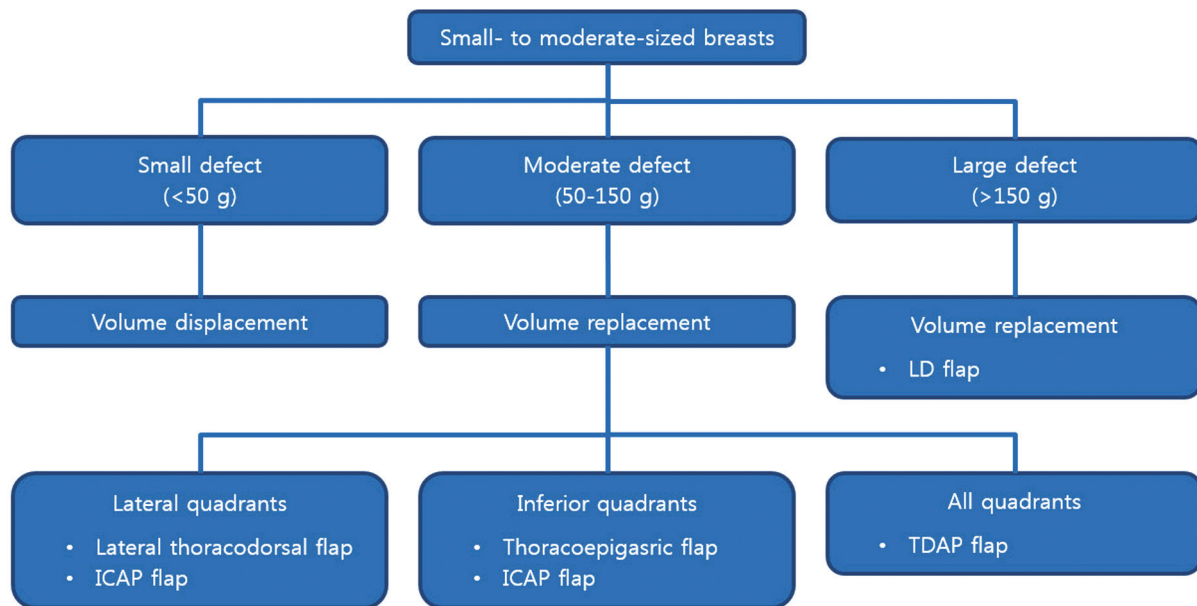 Small- to moderate-sized breasts
Small defect
(<50 g)
Moderate defect
(50-150 g)
Large defect
(>150 g)
Volume displacement
Volume replacement
Volume replacement
• LD flap
Lateral quadrants
• Lateral thoracodorsal flap
• ICAP flap
Inferior quadrants
• Thoracoepigasric flap
• ICAP flap
All quadrants
• TDAP flap